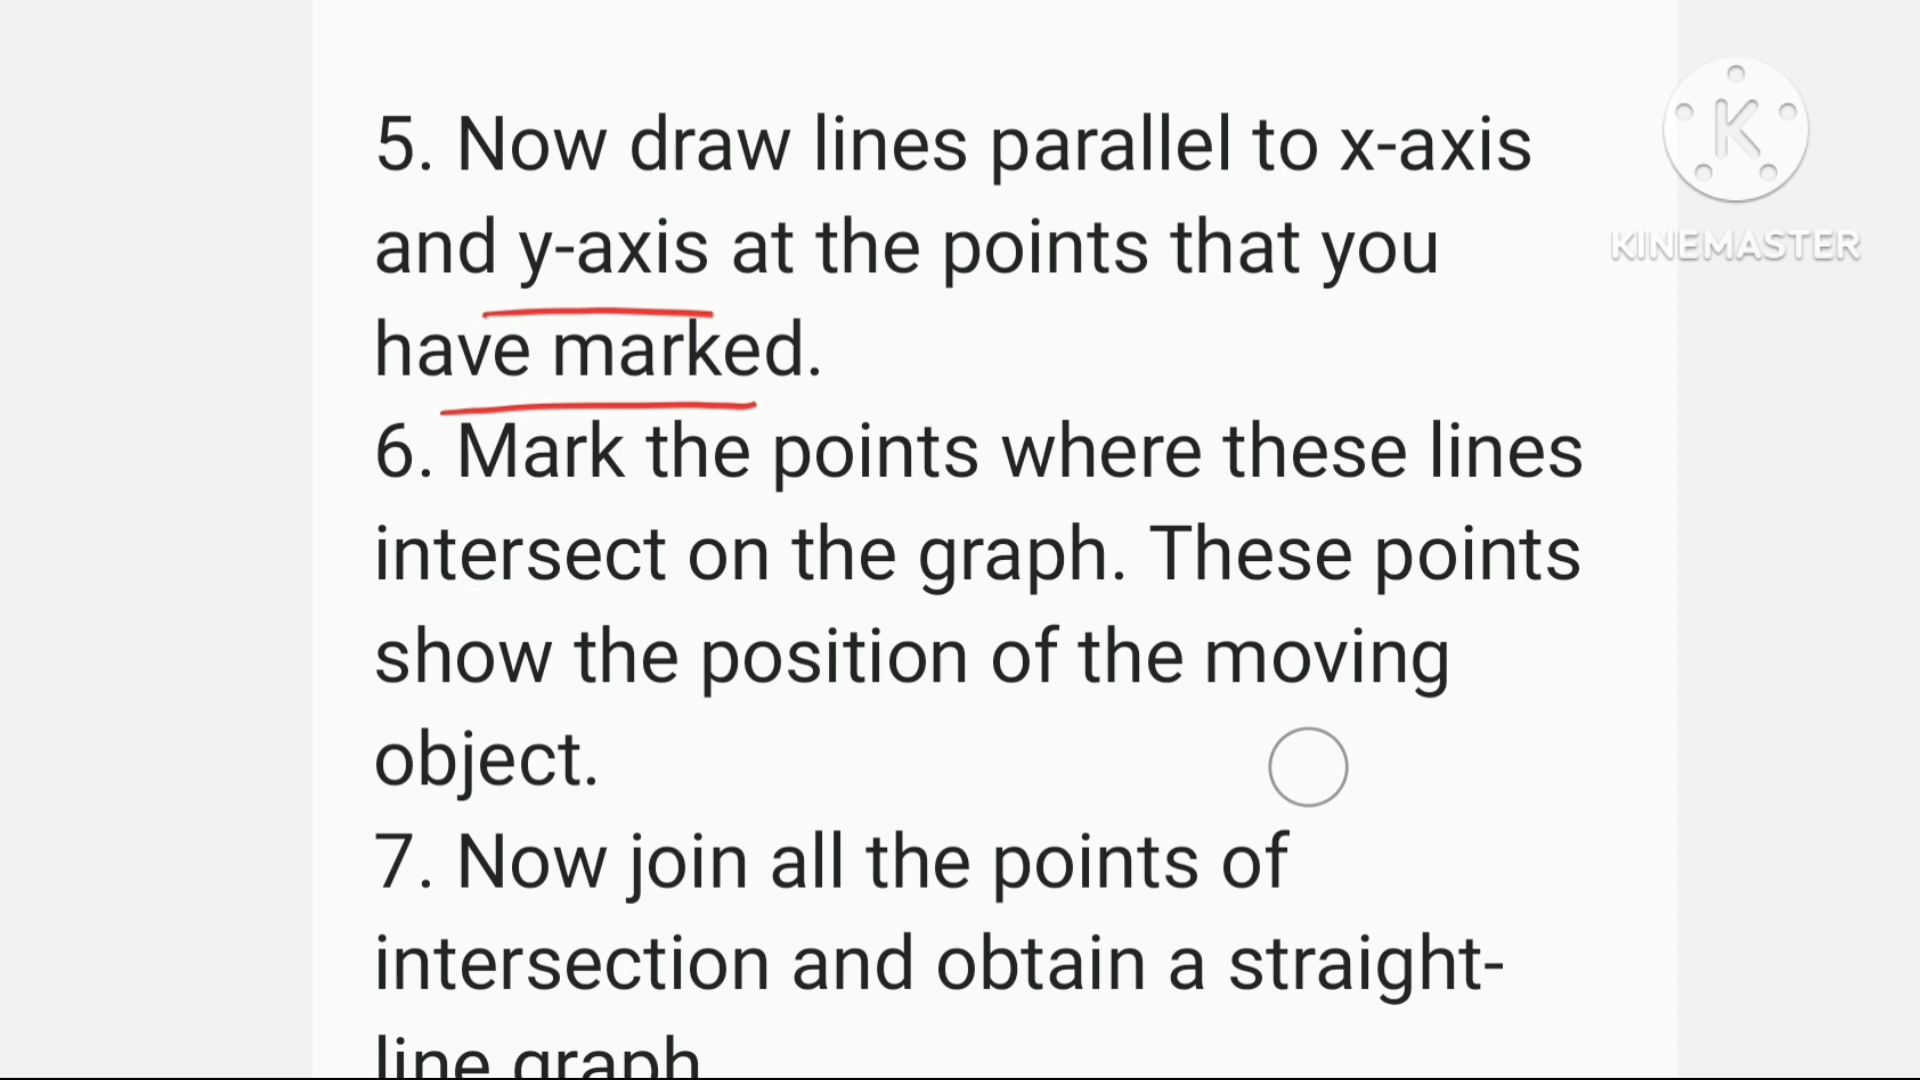 5. Now draw lines parallel to x-axis
and y-axis at the points that you
have marked.
6. Mark the points where these lines
intersect on the graph. These points
show the position of the moving
object.
7. Now join all the points of
intersection and obtain a straight-
line graph
K
KINEMASTER